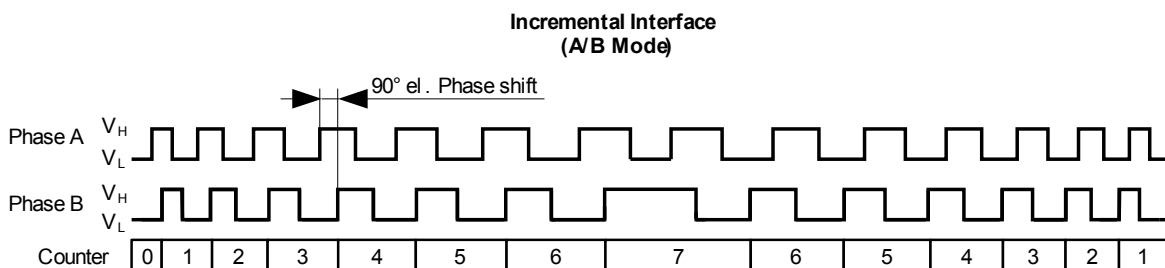 Incremental Interface
(A/B Mode)
90° el . Phase shift
Phase A V_H
V_L
Phase B V_H
V_L
Counter 0 1 2 3 4 5 6 7 6 5 4 3 2 1